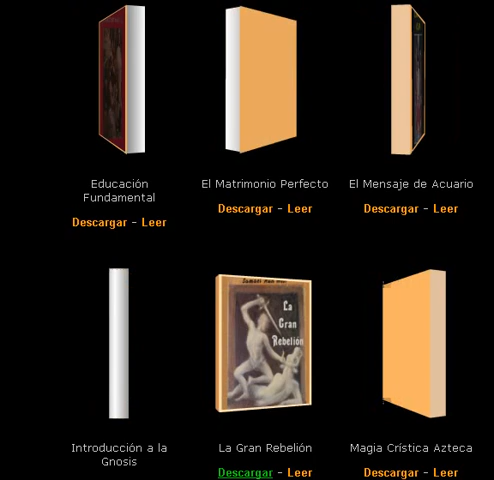 Educación
Fundamental
Descargar - Leer
El Matrimonio Perfecto
Descargar - Leer
El Mensaje de Acuario
Descargar - Leer
La
Gran
Rebelión
Introducción a la
Gnosis
La Gran Rebelión
Descargar - Leer
Magia Crística Azteca
Descargar - Leer